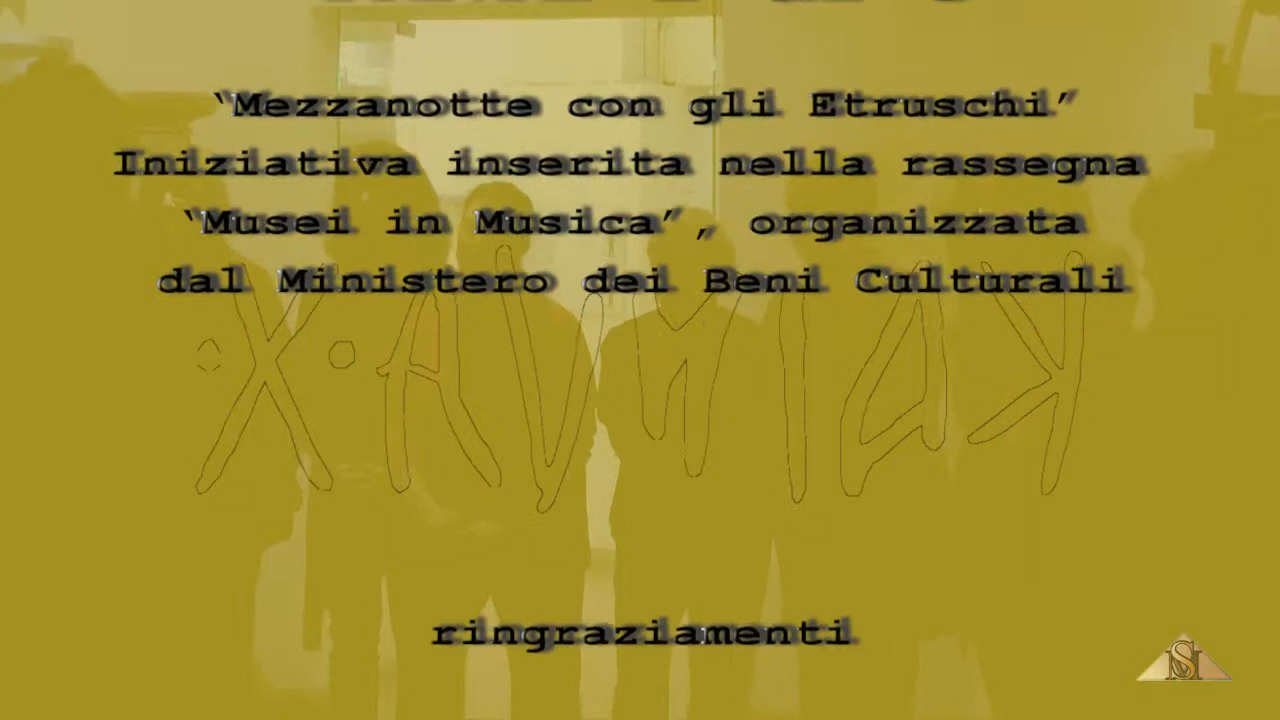 ‘Mezzanotte con gli Etruschi’
Iniziativa inserita nella rassegna
‘Musei in Musica’, organizzata
dal Ministero dei Beni Culturali
ringraziamenti